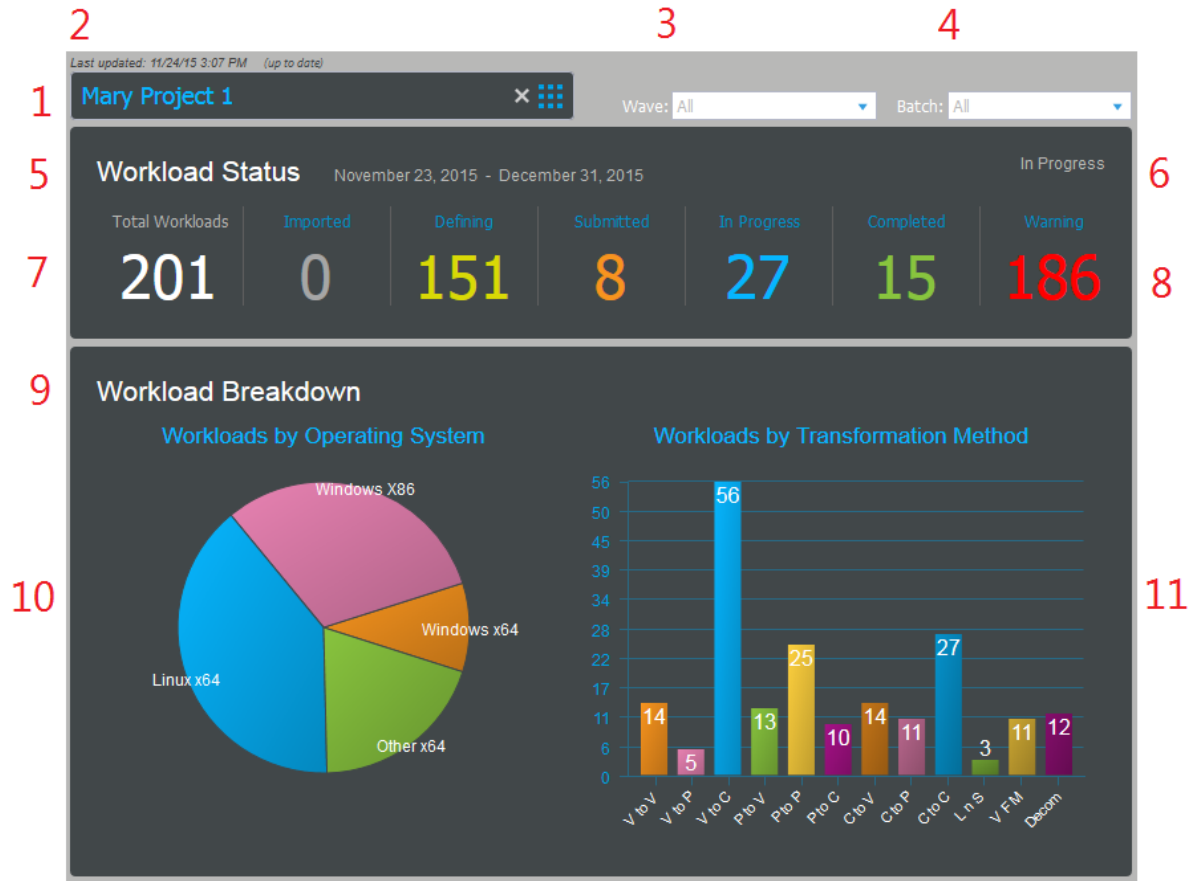 2 3 4
Last updated: 11/24/15 3:07 PM (up to date)
1 Mary Project 1 Wave: All Batch: All
5 Workload Status November 23, 2015 - December 31, 2015 In Progress 6
Total Workloads Imported Defining Submitted In Progress Completed Warning
7 201 0 151 8 27 15 186 8
9 Workload Breakdown
Workloads by Operating System
Windows X86
Windows x64
10
Linux x64
Other x64
Workloads by Transformation Method
56
50
45
39
34
28
22
17
11
6
0
14
5
56
13
25
10
14
11
27
3
11
12
11
V to V
V to P
V to C
P to V
P to P
P to C
C to V
C to P
C to C
L n S
V F M
Decom